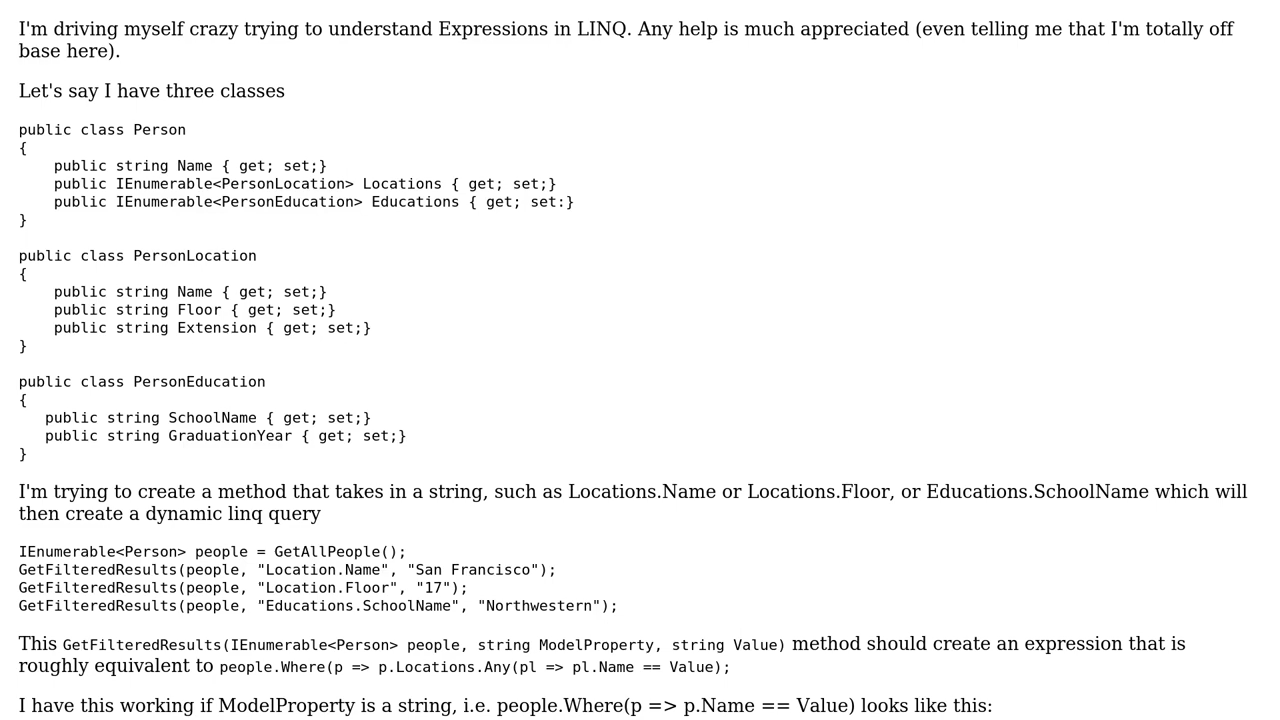 I'm driving myself crazy trying to understand Expressions in LINQ. Any help is much appreciated (even telling me that I'm totally off
base here).
Let's say I have three classes
public class Person
{
    public string Name { get; set;}
    public IEnumerable<PersonLocation> Locations { get; set;}
    public IEnumerable<PersonEducation> Educations { get; set:}
}
public class PersonLocation
{
    public string Name { get; set;}
    public string Floor { get; set;}
    public string Extension { get; set;}
}
public class PersonEducation
{
   public string SchoolName { get; set;}
   public string GraduationYear { get; set;}
}
I'm trying to create a method that takes in a string, such as Locations.Name or Locations.Floor, or Educations.SchoolName which will
then create a dynamic linq query
IEnumerable<Person> people = GetAllPeople();
GetFilteredResults(people, "Location.Name", "San Francisco");
GetFilteredResults(people, "Location.Floor", "17");
GetFilteredResults(people, "Educations.SchoolName", "Northwestern");
This GetFilteredResults(IEnumerable<Person> people, string ModelProperty, string Value) method should create an expression that is
roughly equivalent to people.Where(p => p.Locations.Any(pl => pl.Name == Value);
I have this working if ModelProperty is a string, i.e. people.Where(p => p.Name == Value) looks like this: